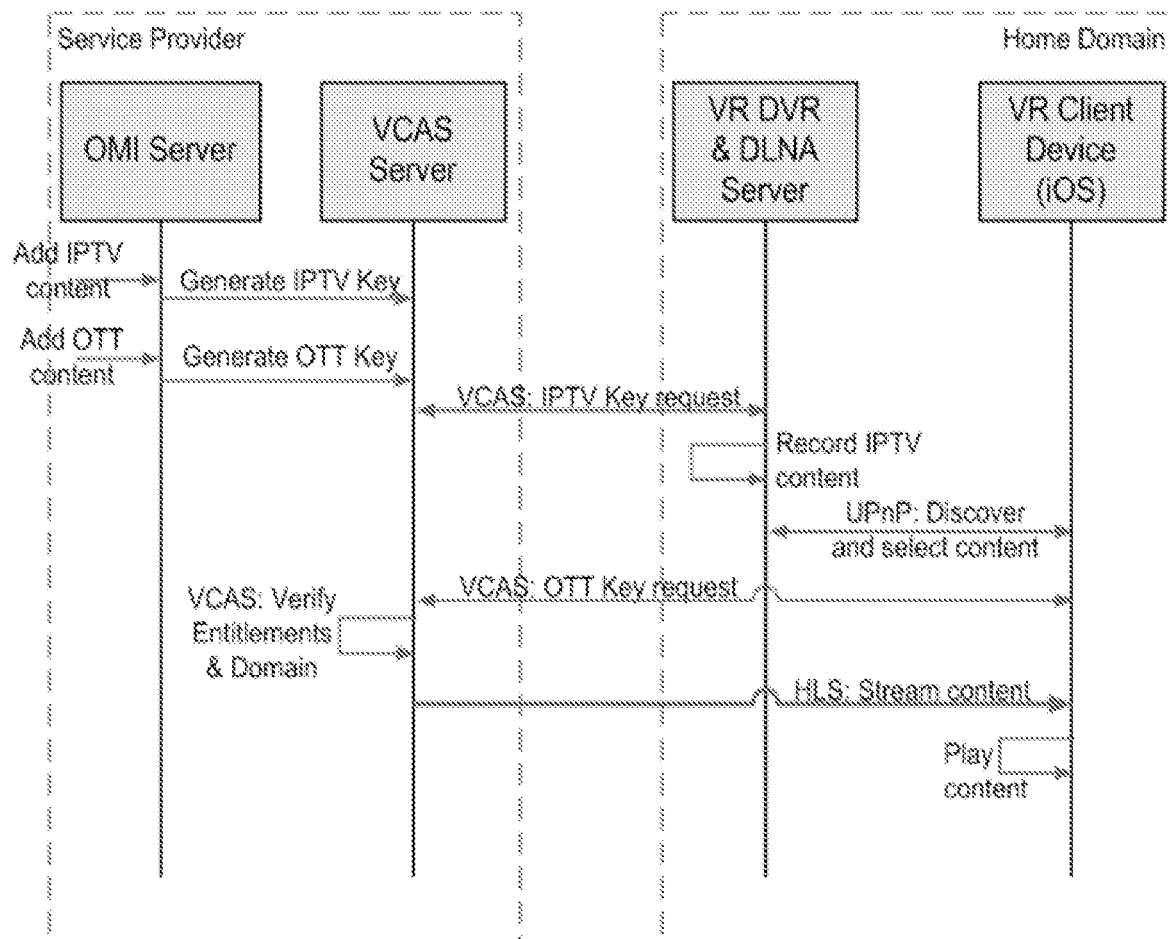 Service Provider
Home Domain
OMI Server
VCAS
Server
VR DVR
& DLNA
Server
VR Client
Device
(iOS)
Add IPTV
content
Generate IPTV Key
Add OTT
content
Generate OTT Key
VCAS: IPTV Key request
Record IPTV
content
UPnP: Discover
and select content
VCAS: OTT Key request
VCAS: Verify
Entitlements
& Domain
HLS: Stream content
Play
content